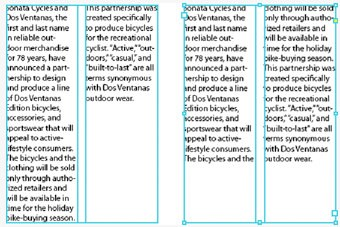 Sonata Cycles and
Dos Ventanas, the
first and last name
in reliable out-
door merchandise
for 78 years, have
announced a part-
nership to design
and produce a line
of Dos Ventanas
Edition bicycles,
accessories, and
sportswear that will
appeal to active-
lifestyle consumers.
The bicycles and the
clothing will be sold
only through autho-
rized retailers and
will be available in
time for the holiday
bike-buying season.
This partnership was
created specifically
to produce bicycles
for the recreational
cyclist. “Active,” “out-
doors,” “casual,” and
“built-to-last” are all
terms synonymous
with Dos Ventanas
outdoor wear.
Sonata Cycles and
Dos Ventanas, the
first and last name
in reliable out-
door merchandise
for 78 years, have
announced a part-
nership to design
and produce a line
of Dos Ventanas
Edition bicycles,
accessories, and
sportswear that will
appeal to active-
lifestyle consumers.
The bicycles and the
clothing will be sold
only through autho-
rized retailers and
will be available in
time for the holiday
bike-buying season.
This partnership was
created specifically
to produce bicycles
for the recreational
cyclist. “Active,” “out-
doors,” “casual,” and
“built-to-last” are all
terms synonymous
with Dos Ventanas
outdoor wear.